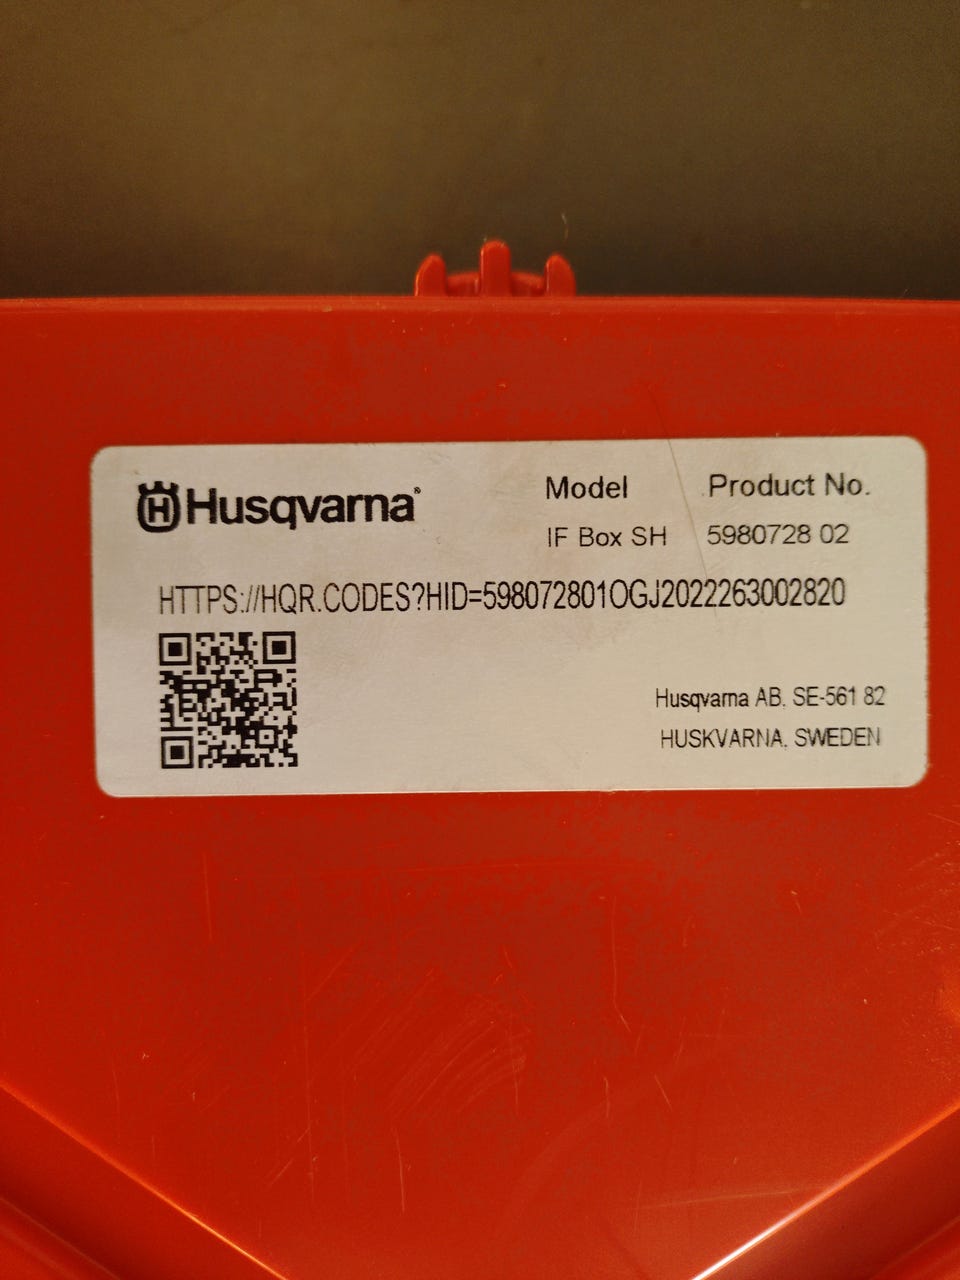 Husqvarna®
Model Product No.
IF Box SH 5980728 02
HTTPS://HQR.CODES?HID=598072801OGJ2022263002820
Husqvarna AB, SE-561 82
HUSKVARNA, SWEDEN